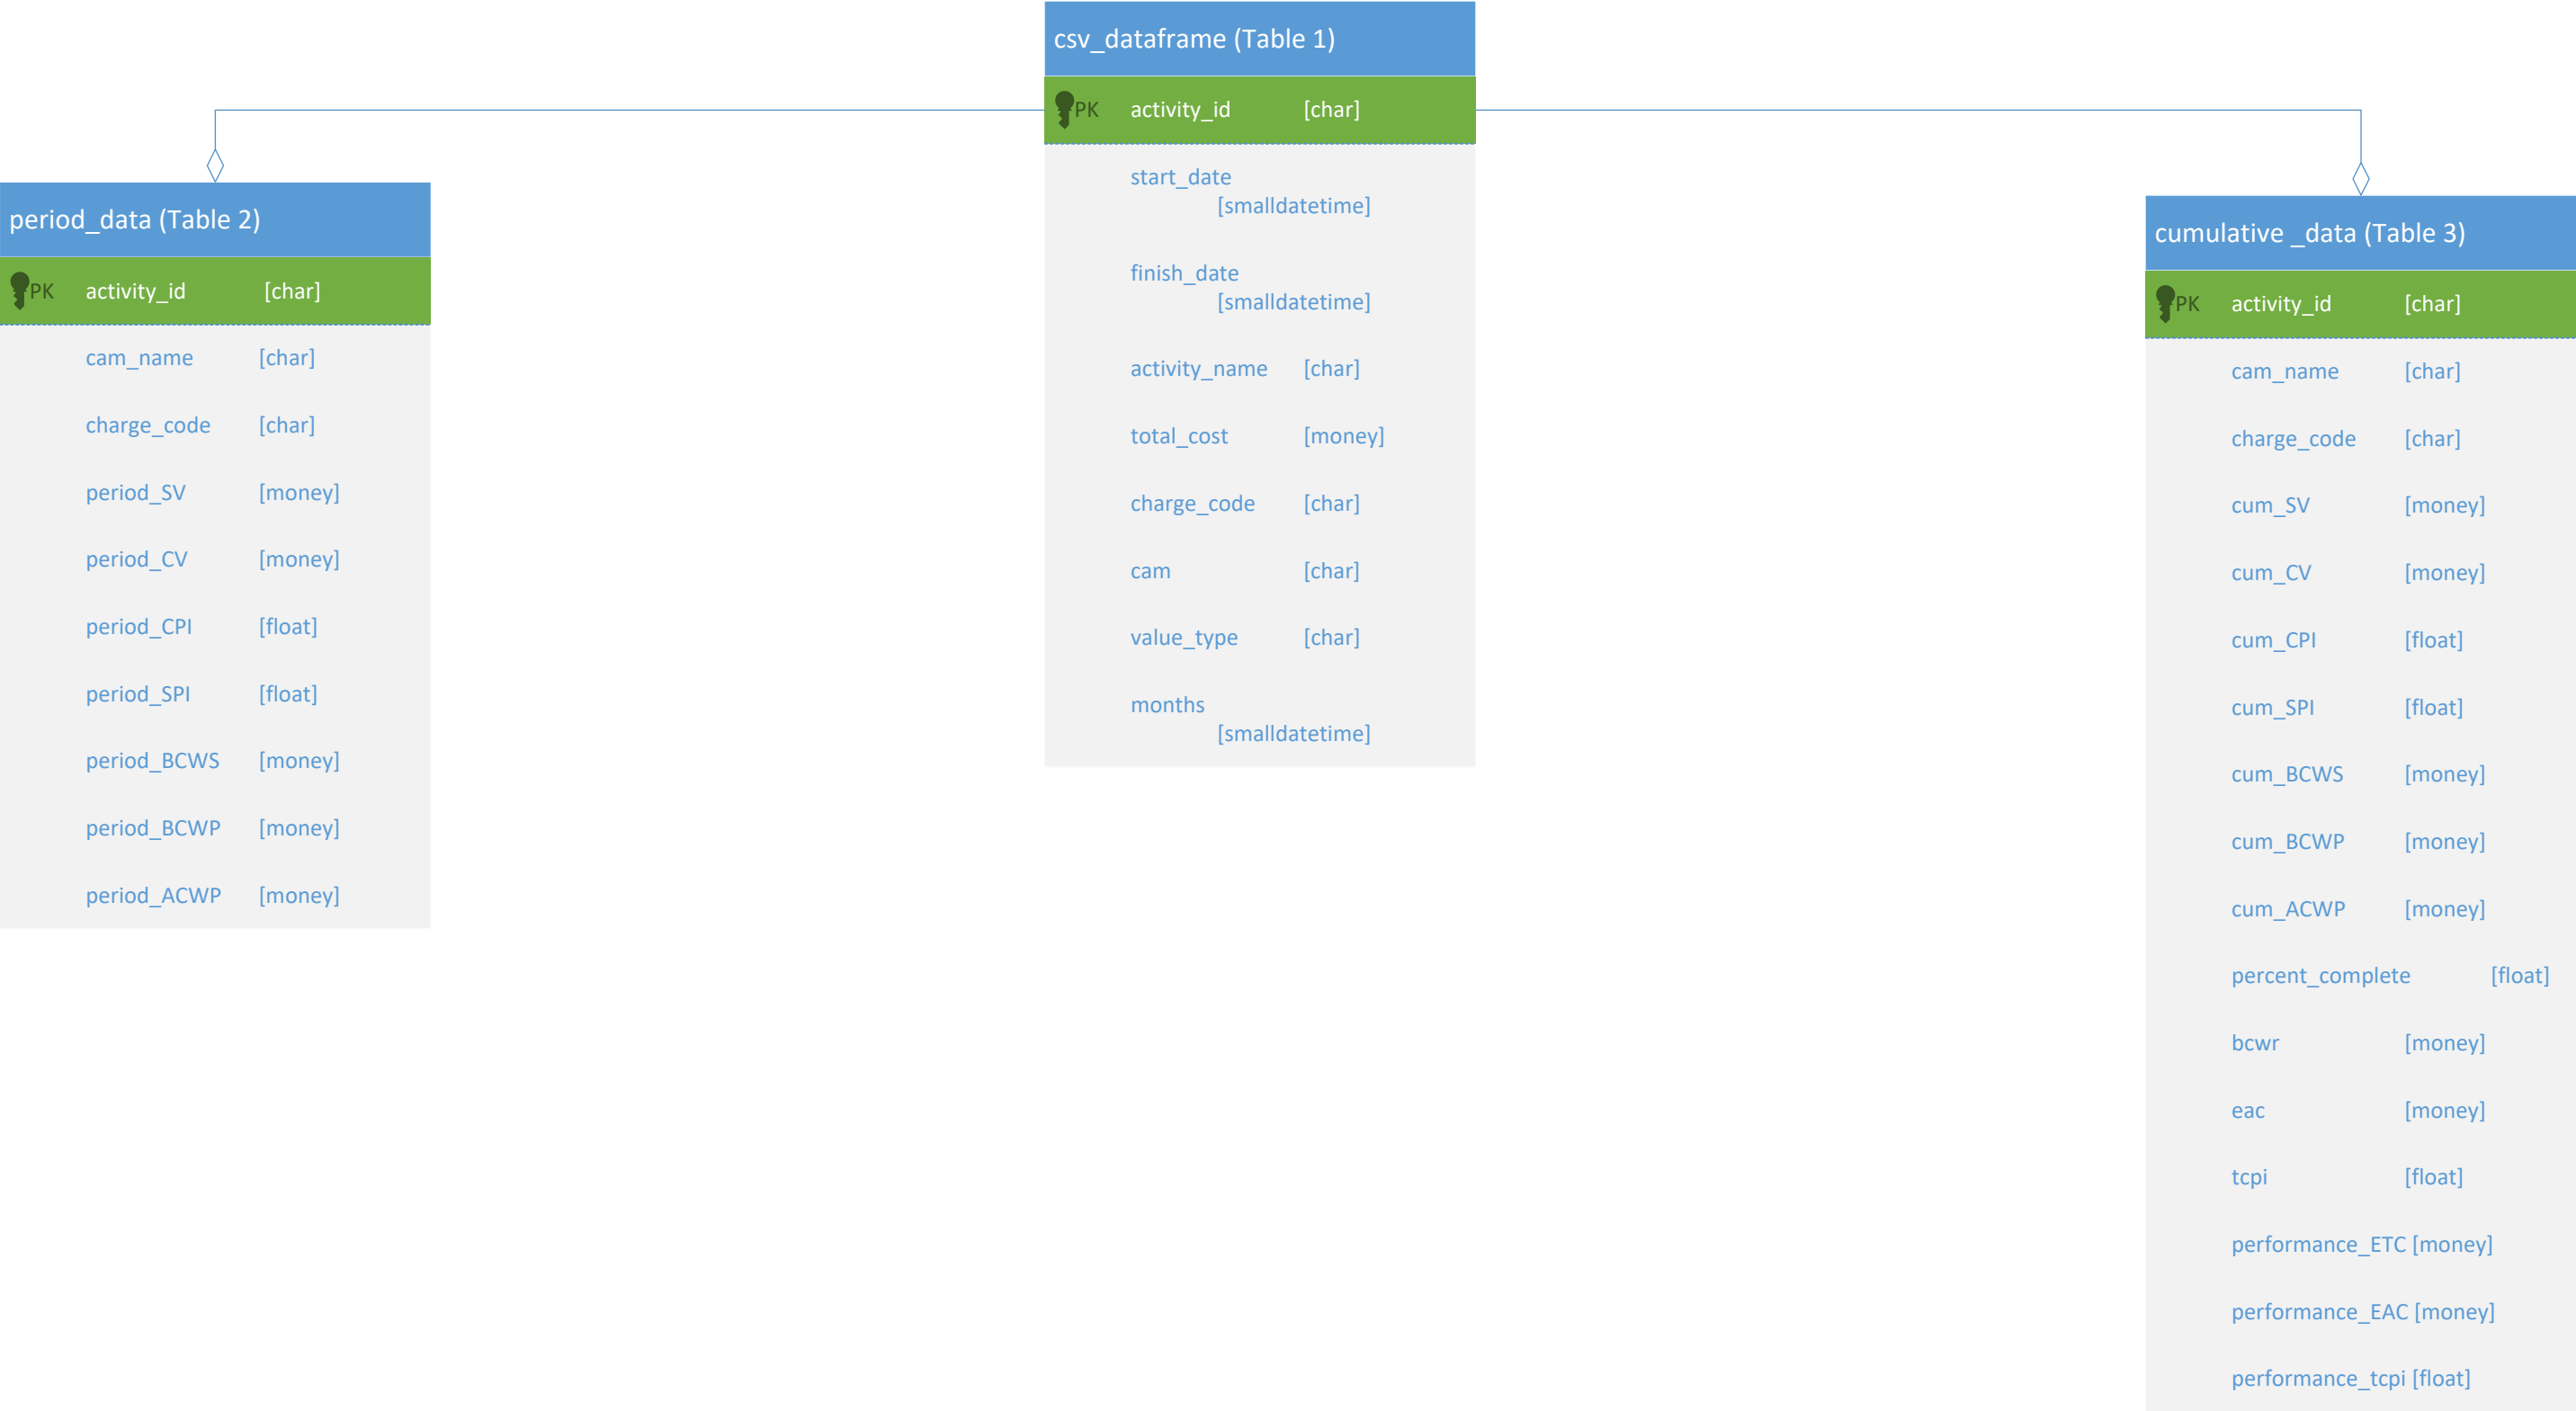 csv_dataframe (Table 1)
PK activity_id [char]
start_date
[smalldatetime]
finish_date
[smalldatetime]
activity_name [char]
total_cost [money]
charge_code [char]
cam [char]
value_type [char]
months
[smalldatetime]
period_data (Table 2)
PK activity_id [char]
cam_name [char]
charge_code [char]
period_SV [money]
period_CV [money]
period_CPI [float]
period_SPI [float]
period_BCWS [money]
period_BCWP [money]
period_ACWP [money]
cumulative _data (Table 3)
PK activity_id [char]
cam_name [char]
charge_code [char]
cum_SV [money]
cum_CV [money]
cum_CPI [float]
cum_SPI [float]
cum_BCWS [money]
cum_BCWP [money]
cum_ACWP [money]
percent_complete [float]
bcwr [money]
eac [money]
tcpi [float]
performance_ETC [money]
performance_EAC [money]
performance_tcpi [float]